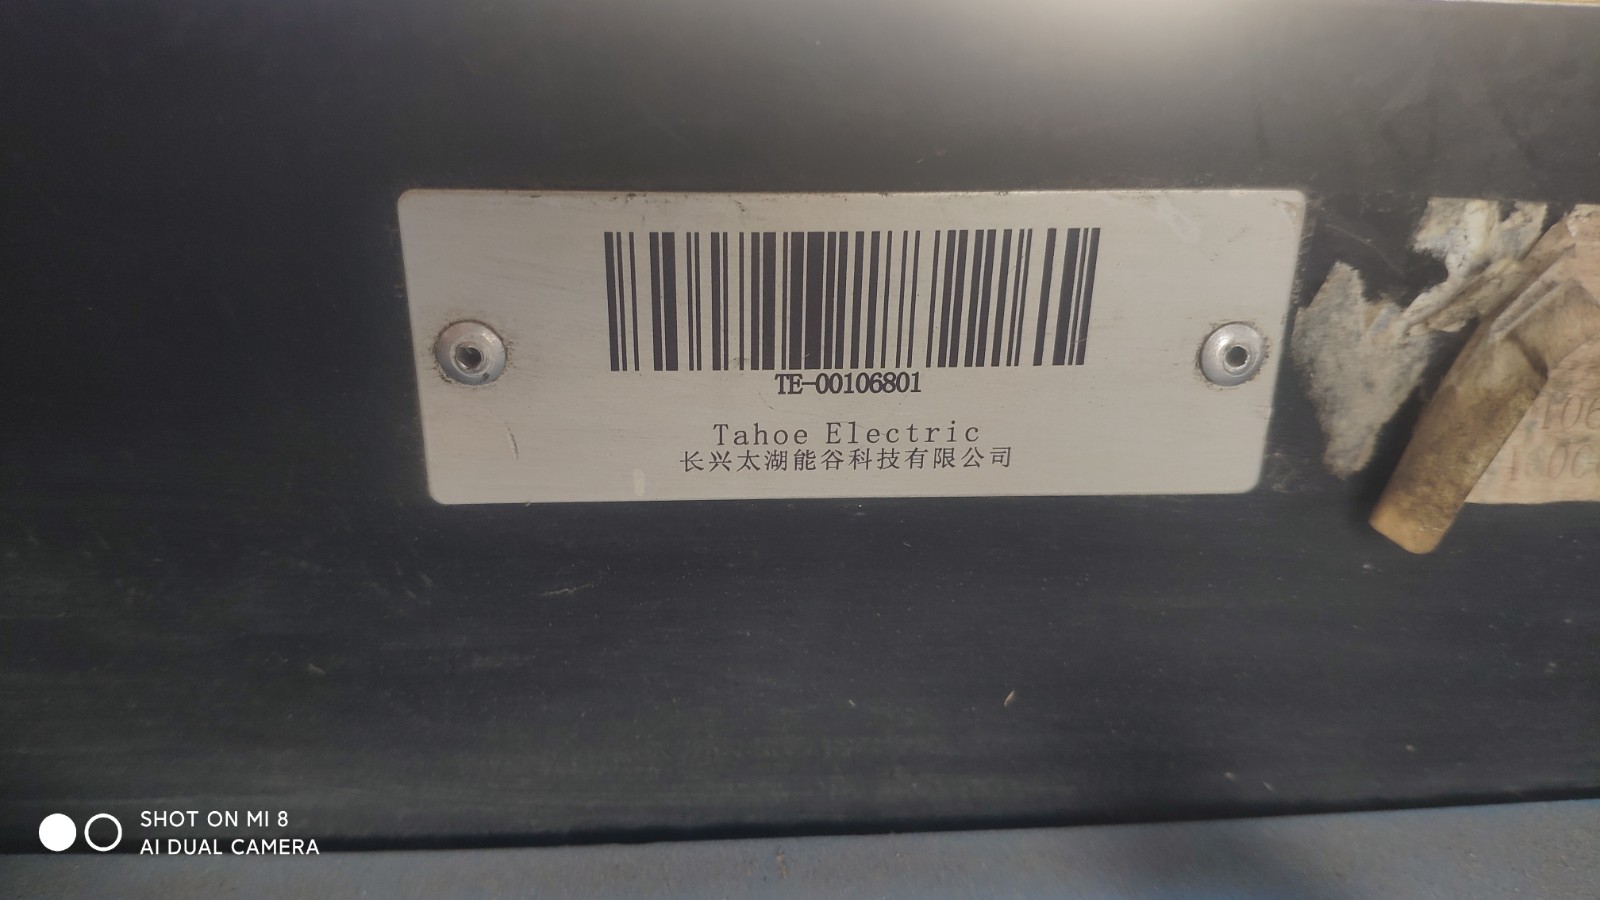 TE-00106801
Tahoe Electric
长兴太湖能谷科技有限公司
SHOT ON MI 8
AI DUAL CAMERA